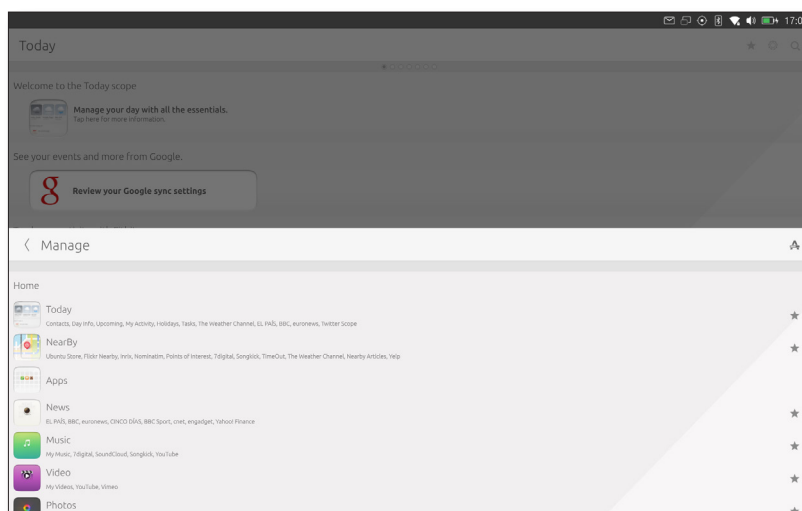 17:0
Today
Welcome to the Today scope
Manage your day with all the essentials.
Tap here for more information.
See your events and more from Google.
Review your Google sync settings
Manage
Home
Today
Contacts, Day Info, Upcoming, My Activity, Holidays, Tasks, The Weather Channel, EL PAÍS, BBC, euronews, Twitter Scope
NearBy
Ubuntu Store, Flickr Nearby, Inrix, Nominatim, Points of Interest, 7digital, Songkick, TimeOut, The Weather Channel, Nearby Articles, Yelp
Apps
News
EL PAÍS, BBC, euronews, CINCO DÍAS, BBC Sport, cnet, engadget, Yahoo! Finance
Music
My Music, 7digital, SoundCloud, Songkick, YouTube
Video
My Videos, YouTube, Vimeo
Photos